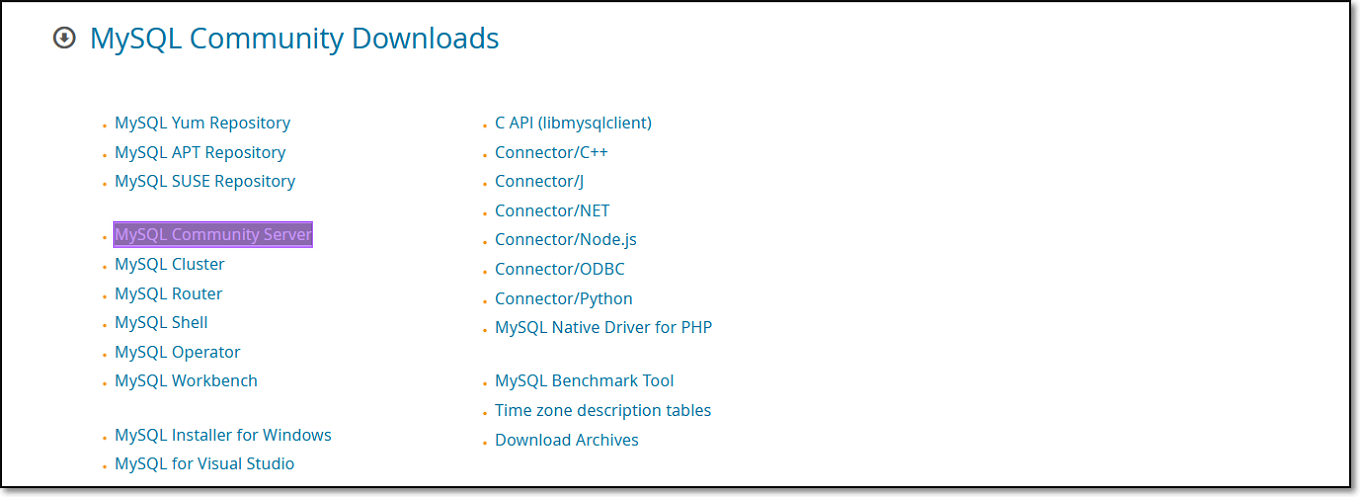 MySQL Community Downloads
MySQL Yum Repository
MySQL APT Repository
MySQL SUSE Repository
MySQL Community Server
MySQL Cluster
MySQL Router
MySQL Shell
MySQL Operator
MySQL Workbench
MySQL Installer for Windows
MySQL for Visual Studio
C API (libmysqlclient)
Connector/C++
Connector/J
Connector/NET
Connector/Node.js
Connector/ODBC
Connector/Python
MySQL Native Driver for PHP
MySQL Benchmark Tool
Time zone description tables
Download Archives